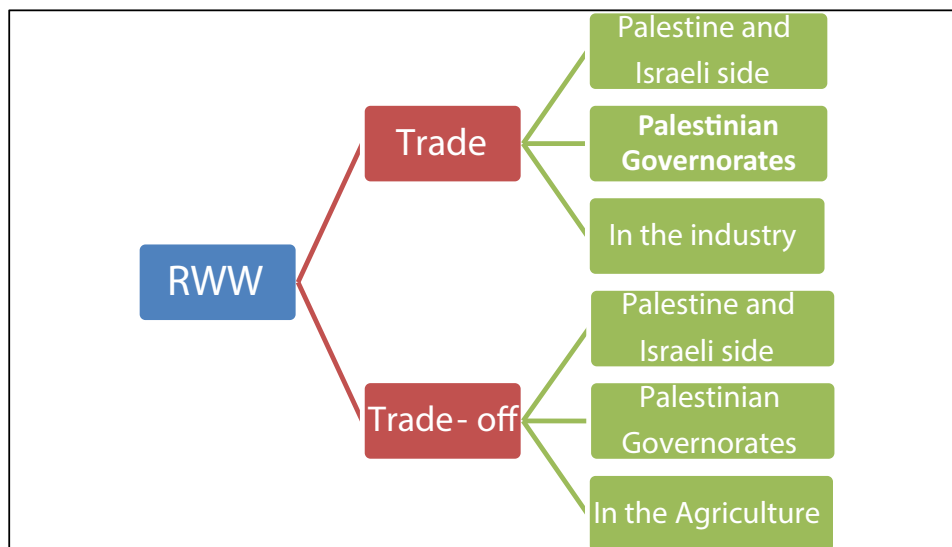 Palestine and
Israeli side
Trade
Palestinian
Governorates
In the industry
RWW
Palestine and
Israeli side
Trade - off
Palestinian
Governorates
In the Agriculture